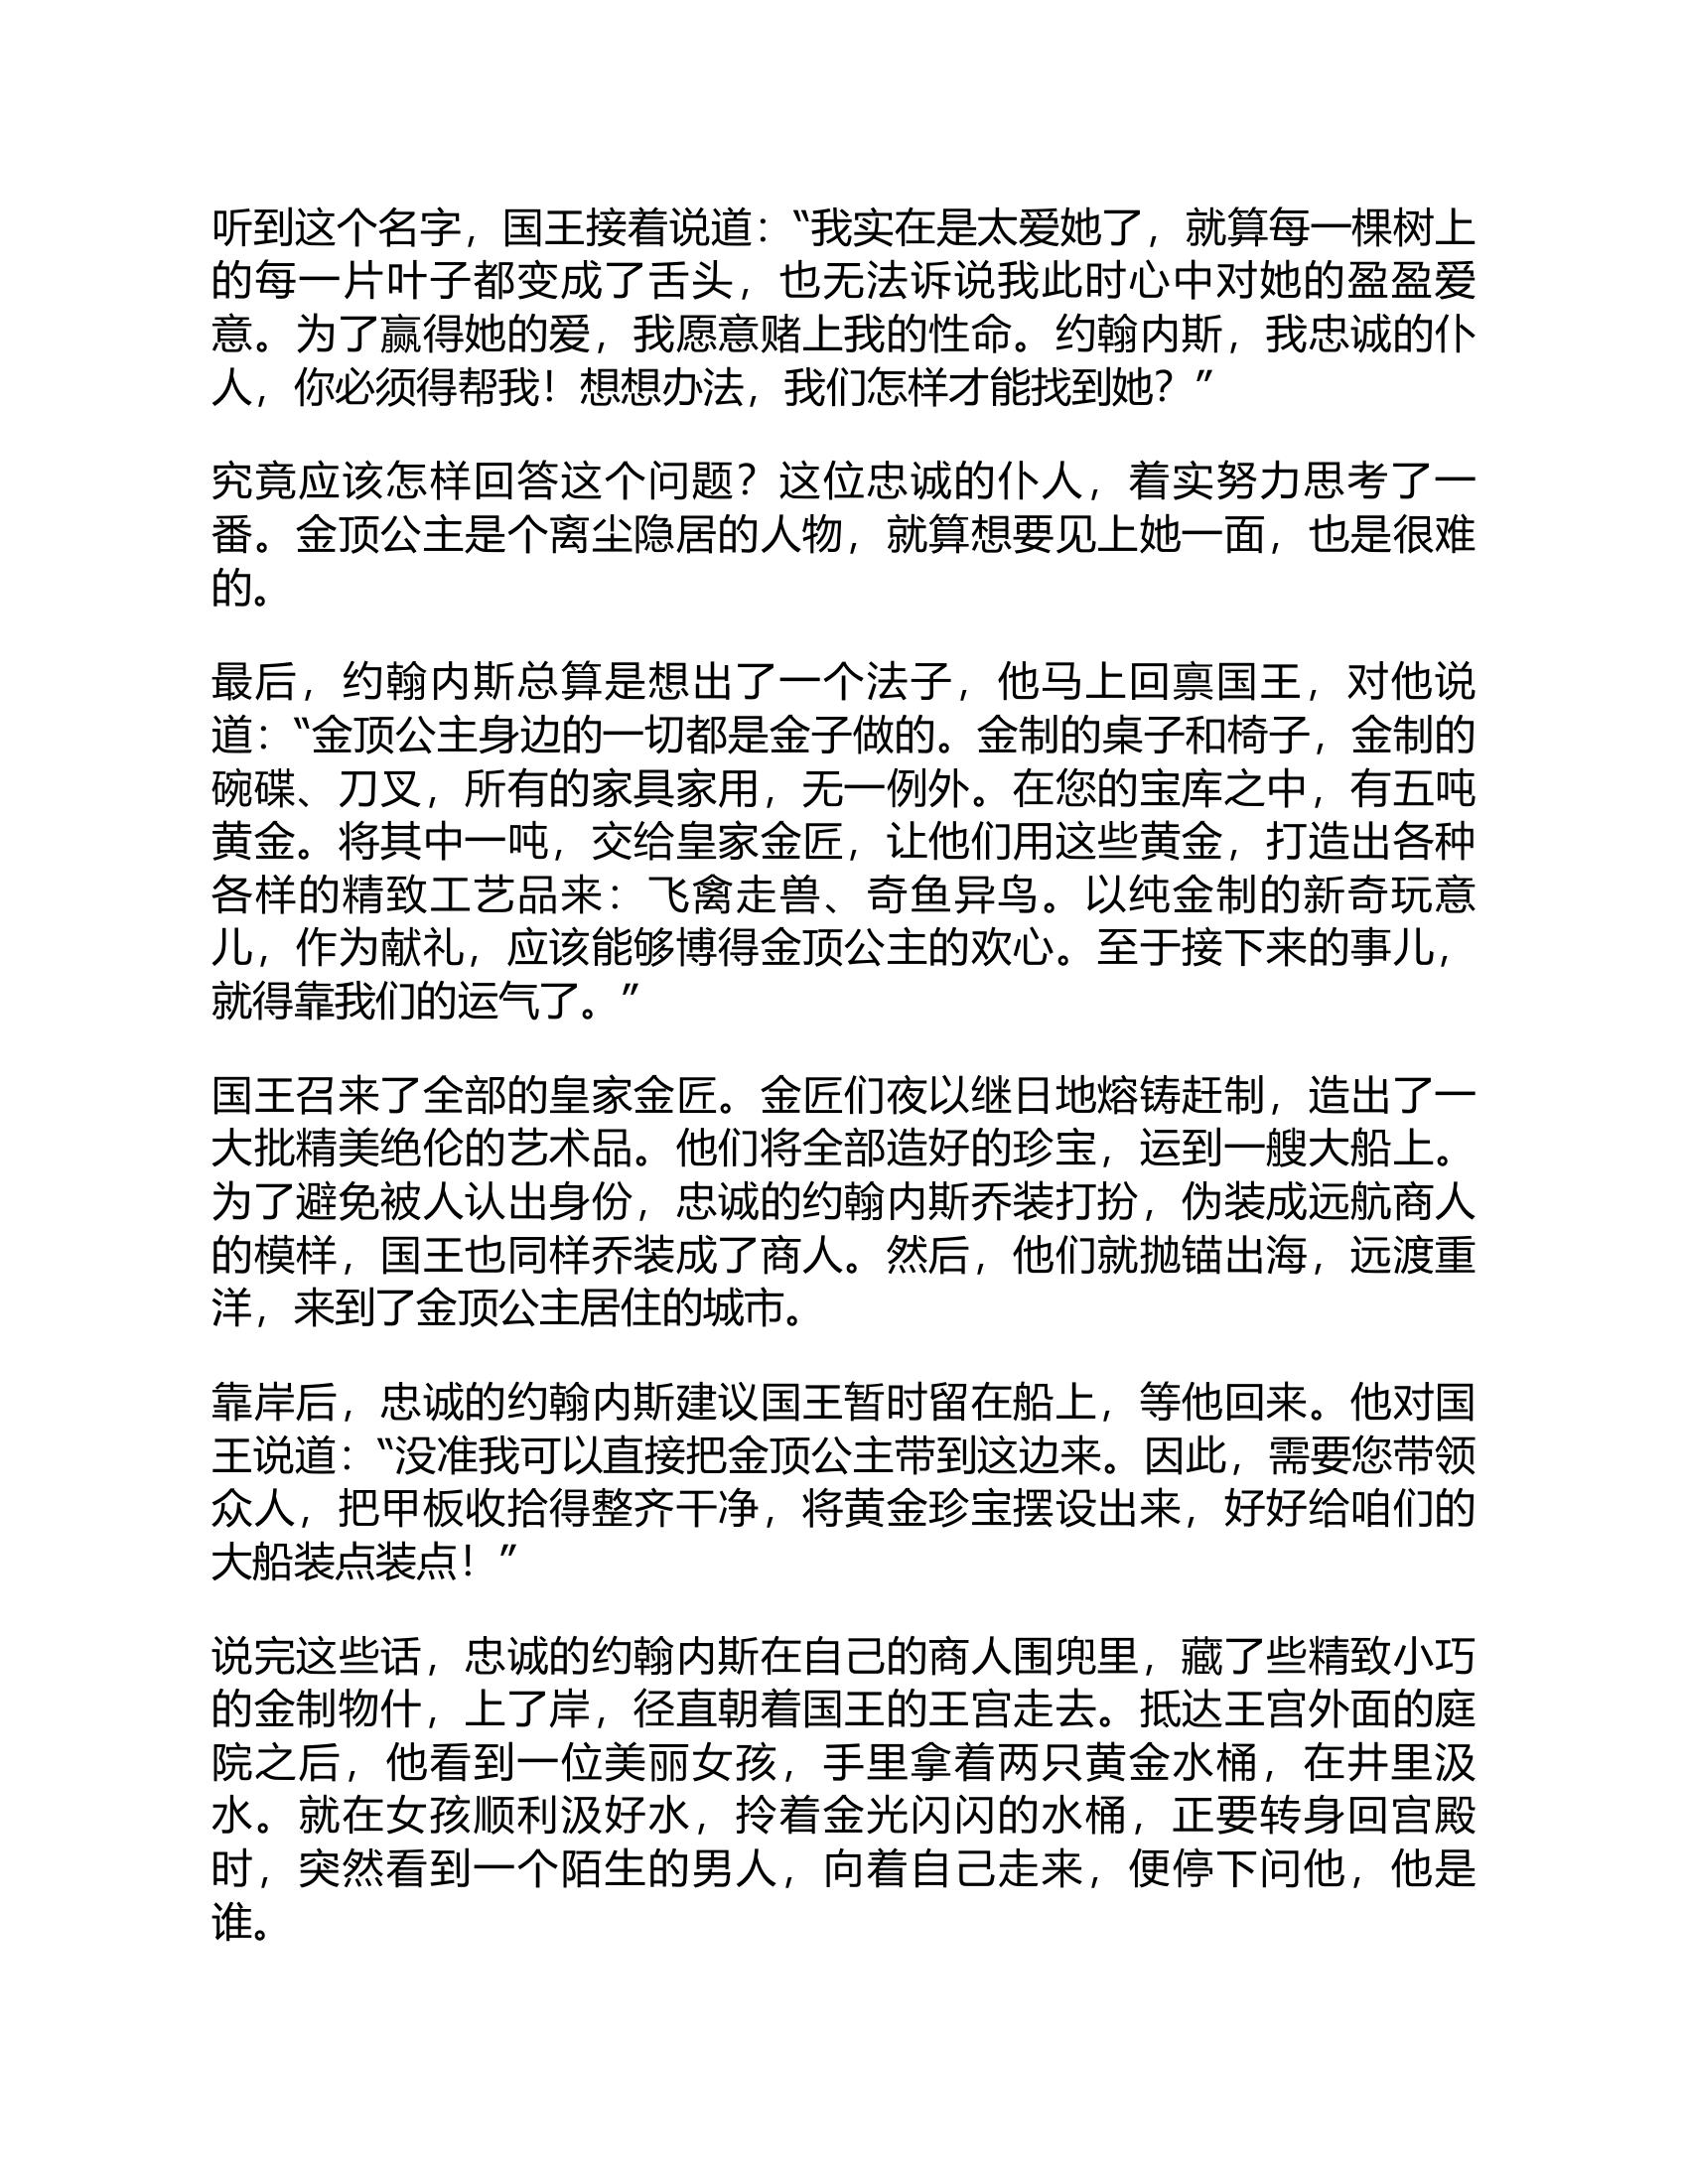 听到这个名字，国王接着说道：“我实在是太爱她了，就算每一棵树上
的每一片叶子都变成了舌头，也无法诉说我此时心中对她的盈盈爱
意。为了赢得她的爱，我愿意赌上我的性命。约翰内斯，我忠诚的仆
人，你必须得帮我！想想办法，我们怎样才能找到她？”
究竟应该怎样回答这个问题？这位忠诚的仆人，着实努力思考了一
番。金顶公主是个离尘隐居的人物，就算想要见上她一面，也是很难
的。
最后，约翰内斯总算是想出了一个法子，他马上回禀国王，对他说
道：“金顶公主身边的一切都是金子做的。金制的桌子和椅子，金制的
碗碟、刀叉，所有的家具家用，无一例外。在您的宝库之中，有五吨
黄金。将其中一吨，交给皇家金匠，让他们用这些黄金，打造出各种
各样的精致工艺品来：飞禽走兽、奇鱼异鸟。以纯金制的新奇玩意
儿，作为献礼，应该能够博得金顶公主的欢心。至于接下来的事儿，
就得靠我们的运气了。”
国王召来了全部的皇家金匠。金匠们夜以继日地熔铸赶制，造出了一
大批精美绝伦的艺术品。他们将全部造好的珍宝，运到一艘大船上。
为了避免被人认出身份，忠诚的约翰内斯乔装打扮，伪装成远航商人
的模样，国王也同样乔装成了商人。然后，他们就抛锚出海，远渡重
洋，来到了金顶公主居住的城市。
靠岸后，忠诚的约翰内斯建议国王暂时留在船上，等他回来。他对国
王说道：“没准我可以直接把金顶公主带到这边来。因此，需要您带领
众人，把甲板收拾得整齐干净，将黄金珍宝摆设出来，好好给咱们的
大船装点装点！”
说完这些话，忠诚的约翰内斯在自己的商人围兜里，藏了些精致小巧
的金制物什，上了岸，径直朝着国王的王宫走去。抵达王宫外面的庭
院之后，他看到一位美丽女孩，手里拿着两只黄金水桶，在井里汲
水。就在女孩顺利汲好水，拎着金光闪闪的水桶，正要转身回宫殿
时，突然看到一个陌生的男人，向着自己走来，便停下问他，他是
谁。